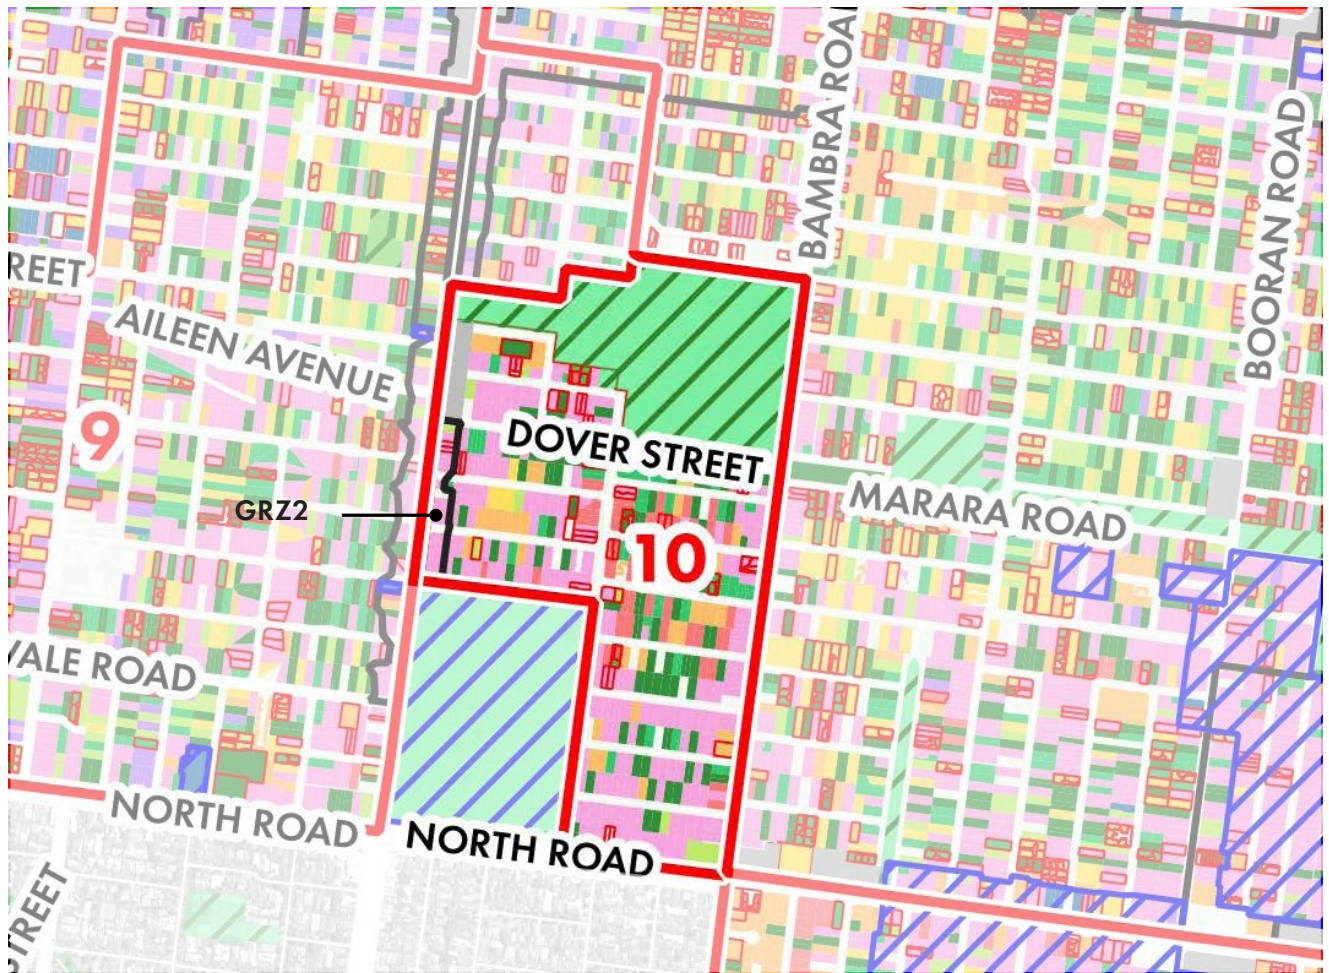 BAMBRA ROA
BOORAN ROAD
REET
AILEEN AVENUE
9
DOVER STREET
GRZ2
MARARA ROAD
10
VALE ROAD
NORTH ROAD
NORTH ROAD
STREET